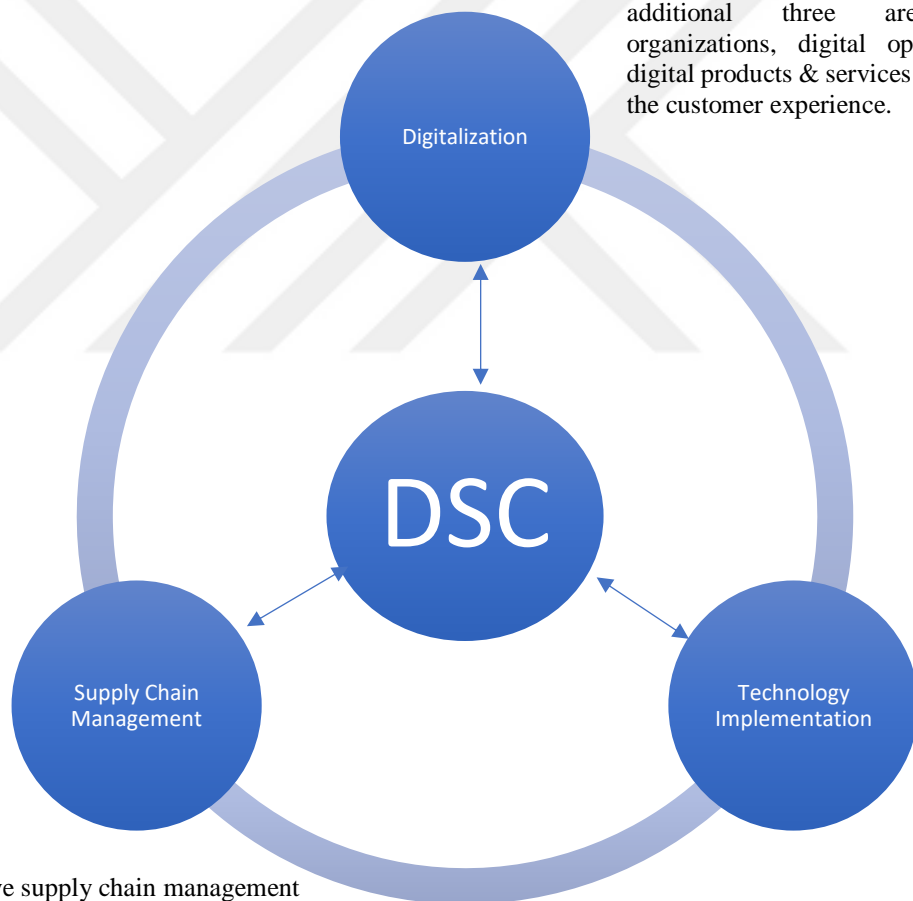 additional three are
organizations, digital op
digital products & services
the customer experience.
Digitalization
DSC
Supply Chain
Management
Technology
Implementation
ve supply chain management